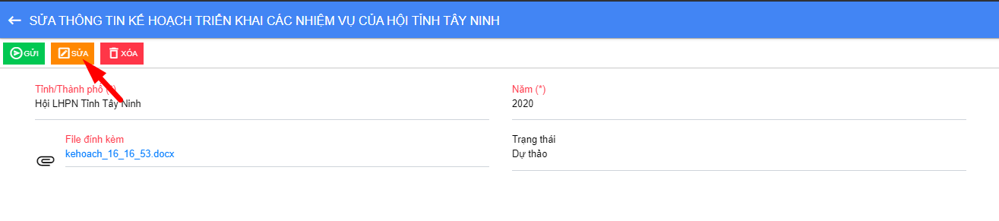 SỬA THÔNG TIN KẾ HOẠCH TRIỂN KHAI CÁC NHIỆM VỤ CỦA HỘI TỈNH TÂY NINH
GỬI SỬA XÓA
Tỉnh/Thành phố (*)
Hội LHPN Tỉnh Tây Ninh
Năm (*)
2020
File đính kèm
kehoach_16_16_53.docx
Trạng thái
Dự thảo